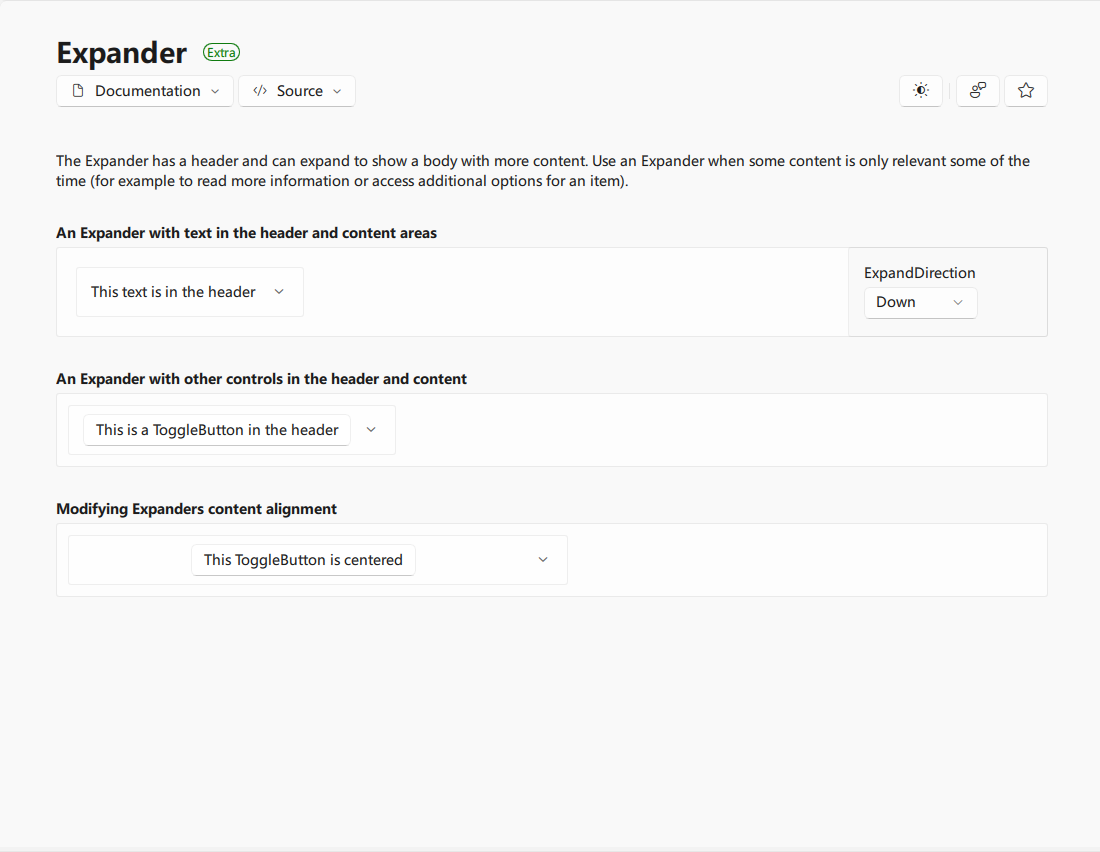 Expander Extra
Documentation Source
The Expander has a header and can expand to show a body with more content. Use an Expander when some content is only relevant some of the
time (for example to read more information or access additional options for an item).
An Expander with text in the header and content areas
This text is in the header
ExpandDirection
Down
An Expander with other controls in the header and content
This is a ToggleButton in the header
Modifying Expanders content alignment
This ToggleButton is centered